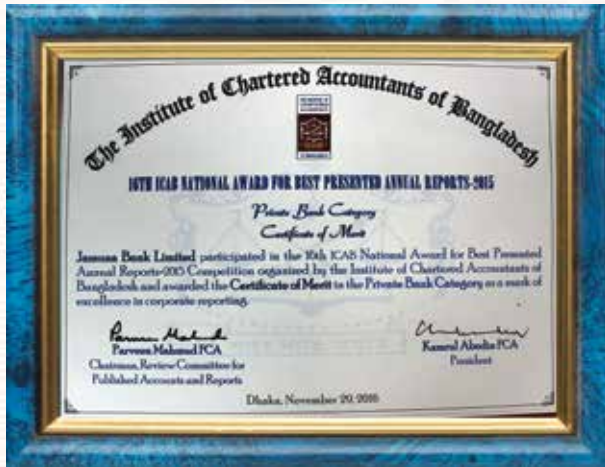 The Institute of Chartered Accountants of Bangladesh
16TH ICAB NATIONAL AWARD FOR BEST PRESENTED ANNUAL REPORTS-2015
Private Bank Category
Certificate of Merit
Jamuna Bank Limited participated in the 16th ICAB National Award for Best Presented
Annual Reports-2015 Competition organized by the Institute of Chartered Accountants of
Bangladesh and awarded the Certificate of Merit in the Private Bank Category as a mark of
excellence in corporate reporting.
Parveen Mahmud FCA
Chairman, Review Committee for
Published Accounts and Reports
Kamrul Abedin FCA
President
Dhaka, November 29, 2016